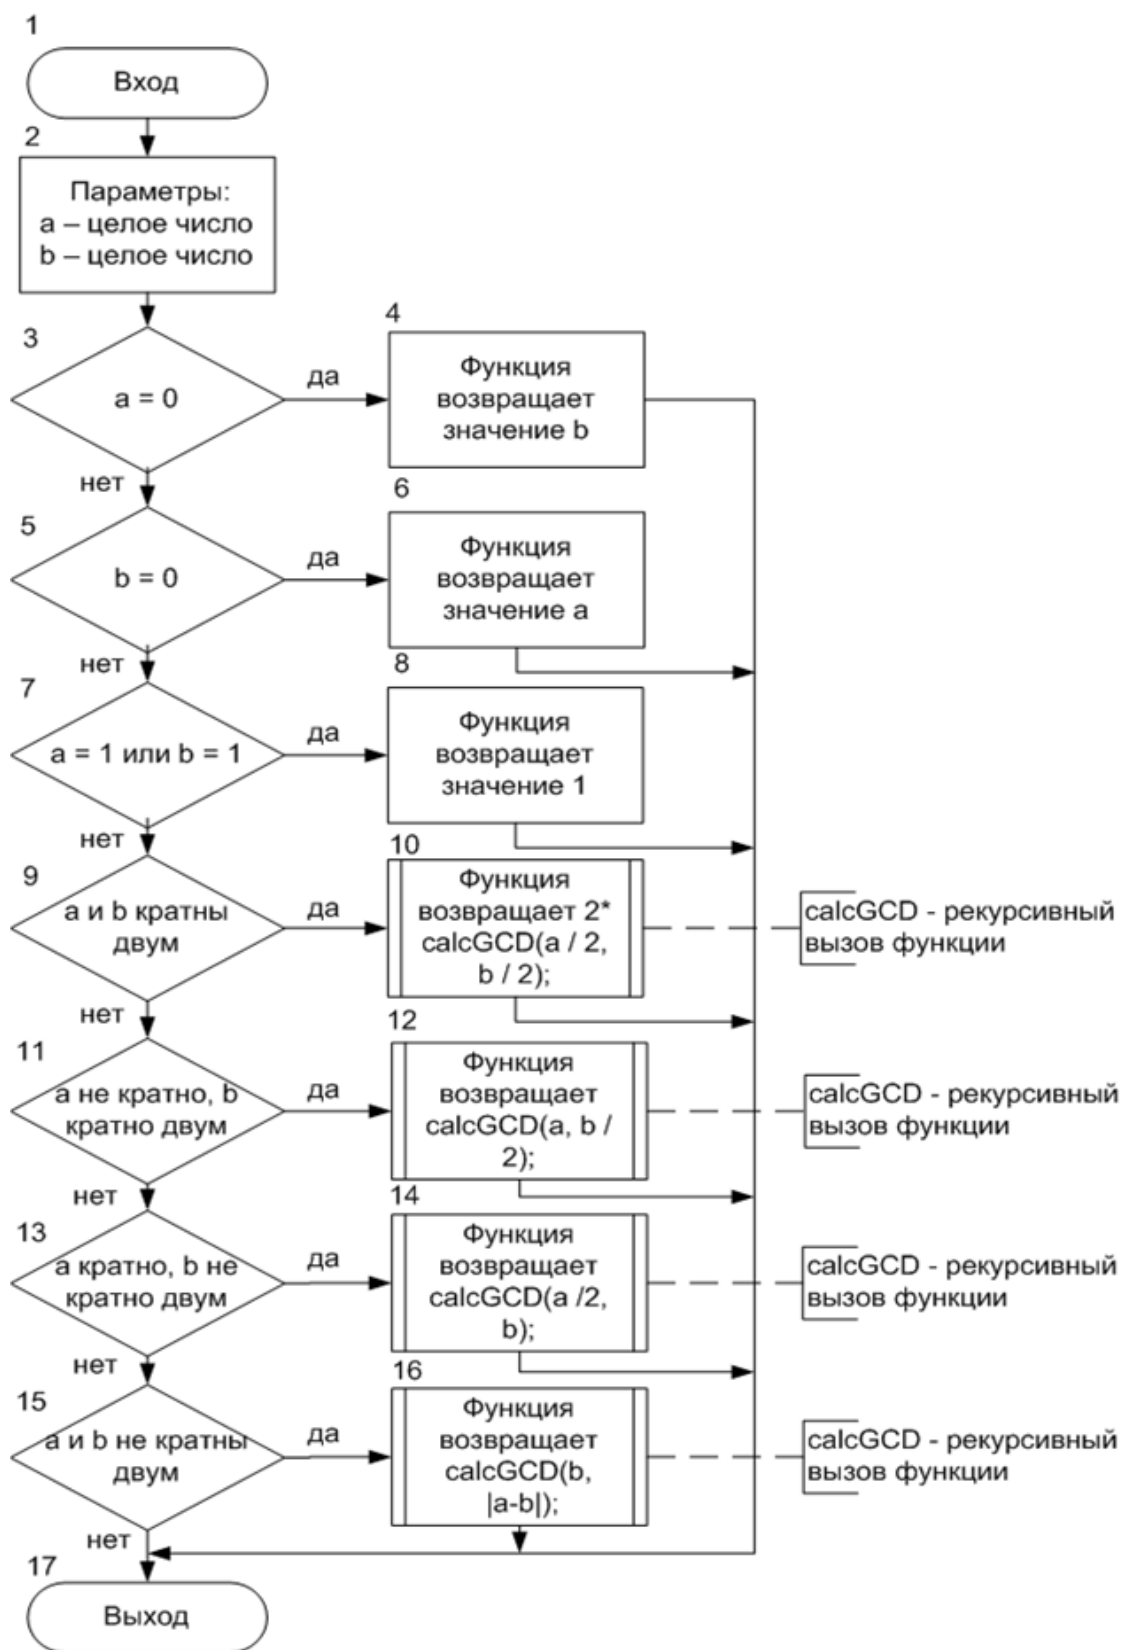 1
Вход
2
Параметры:
a – целое число
b – целое число
3
a = 0
да
нет
4
Функция
возвращает
значение b
5
b = 0
да
нет
6
Функция
возвращает
значение a
7
a = 1 или b = 1
да
нет
8
Функция
возвращает
значение 1
9
a и b кратны
двум
да
нет
10
Функция
возвращает 2*
calcGCD(a / 2,
b / 2);
calcGCD - рекурсивный
вызов функции
11
a не кратно, b
кратно двум
да
нет
12
Функция
возвращает
calcGCD(a, b /
2);
calcGCD - рекурсивный
вызов функции
13
a кратно, b не
кратно двум
да
нет
14
Функция
возвращает
calcGCD(a /2,
b);
calcGCD - рекурсивный
вызов функции
15
a и b не кратны
двум
да
нет
16
Функция
возвращает
calcGCD(b,
|a-b|);
calcGCD - рекурсивный
вызов функции
17
Выход